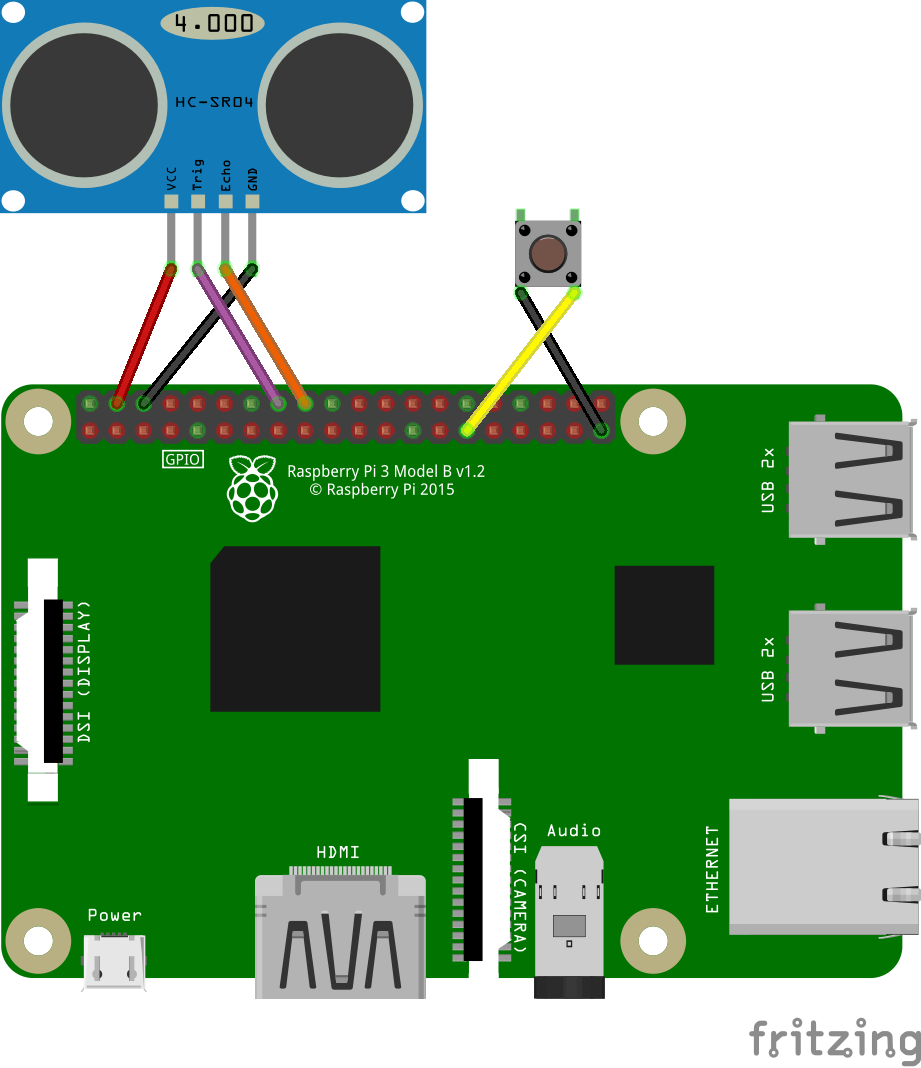 4.000
HC-SR04
VCC
Trig
Echo
GND
GPIO
Raspberry Pi 3 Model B v1.2
© Raspberry Pi 2015
USB 2x
DSI (DISPLAY)
USB 2x
HDMI
Audio
CSI (CAMERA)
ETHERNET
Power
fritzing